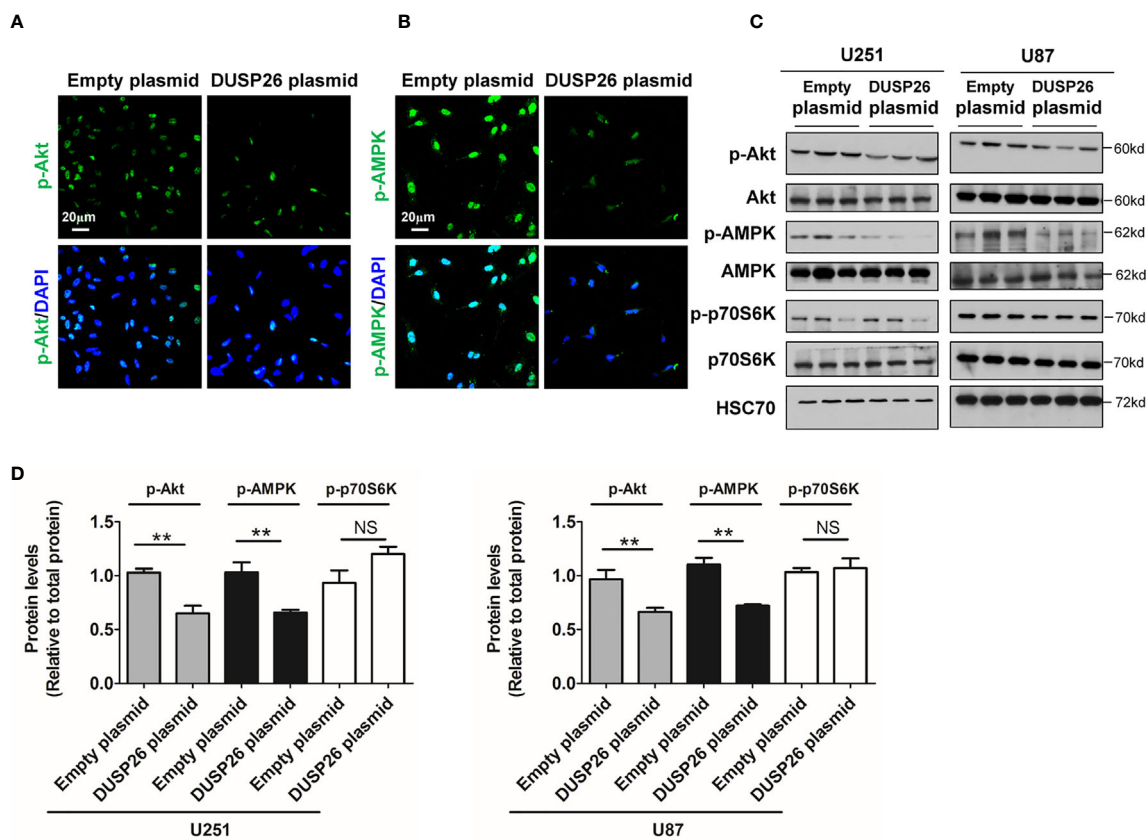 A
Empty plasmid
DUSP26 plasmid
p-Akt
20μm
p-Akt/DAPI
B
Empty plasmid
DUSP26 plasmid
p-AMPK
20μm
p-AMPK/DAPI
C
U251
U87
Empty plasmid
DUSP26 plasmid
Empty plasmid
DUSP26 plasmid
p-Akt
60kd
Akt
60kd
p-AMPK
62kd
AMPK
62kd
p-p70S6K
70kd
p70S6K
70kd
HSC70
72kd
D
p-Akt
p-AMPK
p-p70S6K
Protein levels
(Relative to total protein)
1.5
1.0
0.5
0.0
**
**
NS
Empty plasmid
DUSP26 plasmid
Empty plasmid
DUSP26 plasmid
Empty plasmid
DUSP26 plasmid
U251
p-Akt
p-AMPK
p-p70S6K
Protein levels
(Relative to total protein)
1.5
1.0
0.5
0.0
**
**
NS
Empty plasmid
DUSP26 plasmid
Empty plasmid
DUSP26 plasmid
Empty plasmid
DUSP26 plasmid
U87